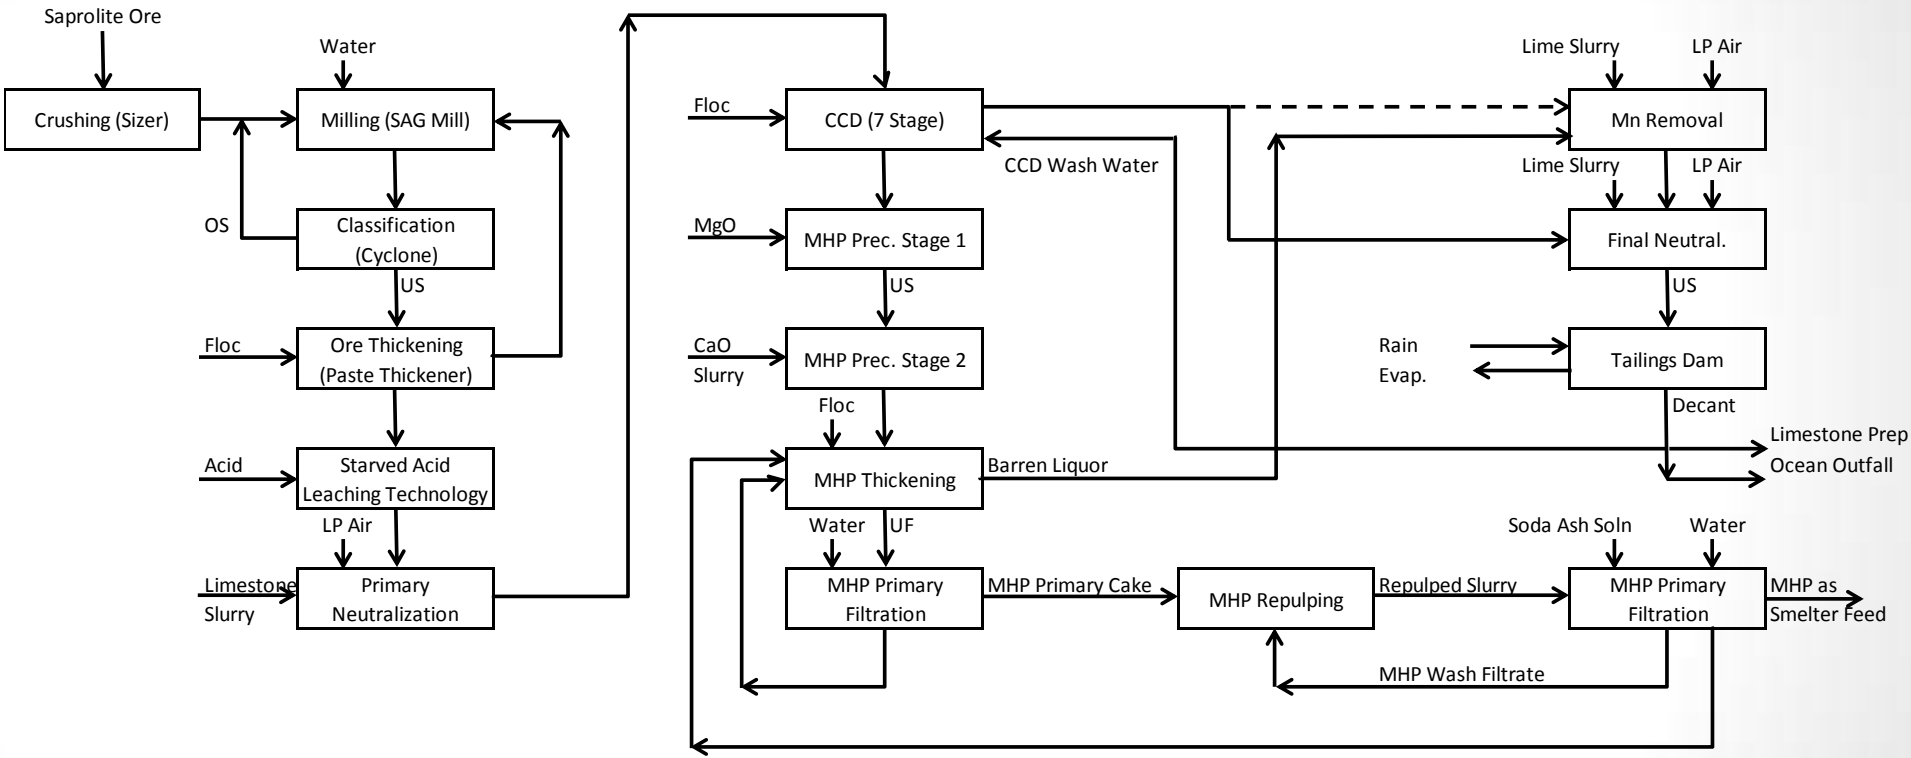 Saprolite Ore
Water
Crushing (Sizer)
Milling (SAG Mill)
OS
Classification
(Cyclone)
US
Floc
Ore Thickening
(Paste Thickener)
Acid
Starved Acid
Leaching Technology
LP Air
Limestone
Slurry
Primary
Neutralization
Floc
CCD (7 Stage)
CCD Wash Water
MgO
MHP Prec. Stage 1
US
CaO
Slurry
MHP Prec. Stage 2
Floc
MHP Thickening
Barren Liquor
Water
UF
MHP Primary
Filtration
MHP Primary Cake
MHP Repulping
Repulped Slurry
MHP Wash Filtrate
Lime Slurry
LP Air
Mn Removal
Lime Slurry
LP Air
Final Neutral.
US
Rain
Evap.
Tailings Dam
Decant
Limestone Prep
Ocean Outfall
Soda Ash Soln
Water
MHP Primary
Filtration
MHP as
Smelter Feed